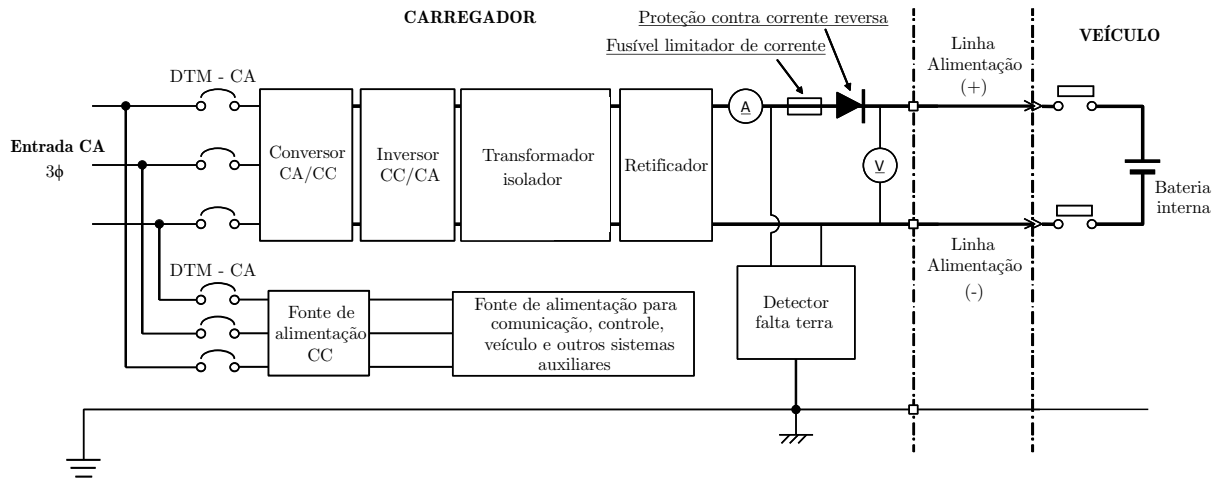 CARREGADOR
Proteção contra corrente reversa
Fusível limitador de corrente
VEÍCULO
Linha
Alimentação
(+)
DTM - CA
Entrada CA
3ϕ
Conversor
CA/CC
Inversor
CC/CA
Transformador
isolador
Retificador
A
V
Bateria
interna
Linha
Alimentação
(-)
DTM - CA
Fonte de
alimentação
CC
Fonte de alimentação para
comunicação, controle,
veículo e outros sistemas
auxiliares
Detector
falta terra